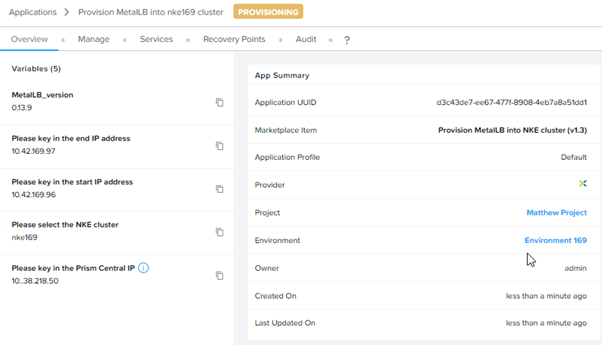 Applications > Provision MetalLB into nke169 cluster PROVISIONING
Overview Manage Services Recovery Points Audit ?
Variables (5)
MetalLB_version
0.13.9
Please key in the end IP address
10.42.169.97
Please key in the start IP address
10.42.169.96
Please select the NKE cluster
nke169
Please key in the Prism Central IP
10..38.218.50
App Summary
Application UUID d3c43de7-ee67-477f-8908-4eb7a8a51dd1
Marketplace Item Provision MetalLB into NKE cluster (v1.3)
Application Profile Default
Provider
Project Matthew Project
Environment Environment 169
Owner admin
Created On less than a minute ago
Last Updated On less than a minute ago